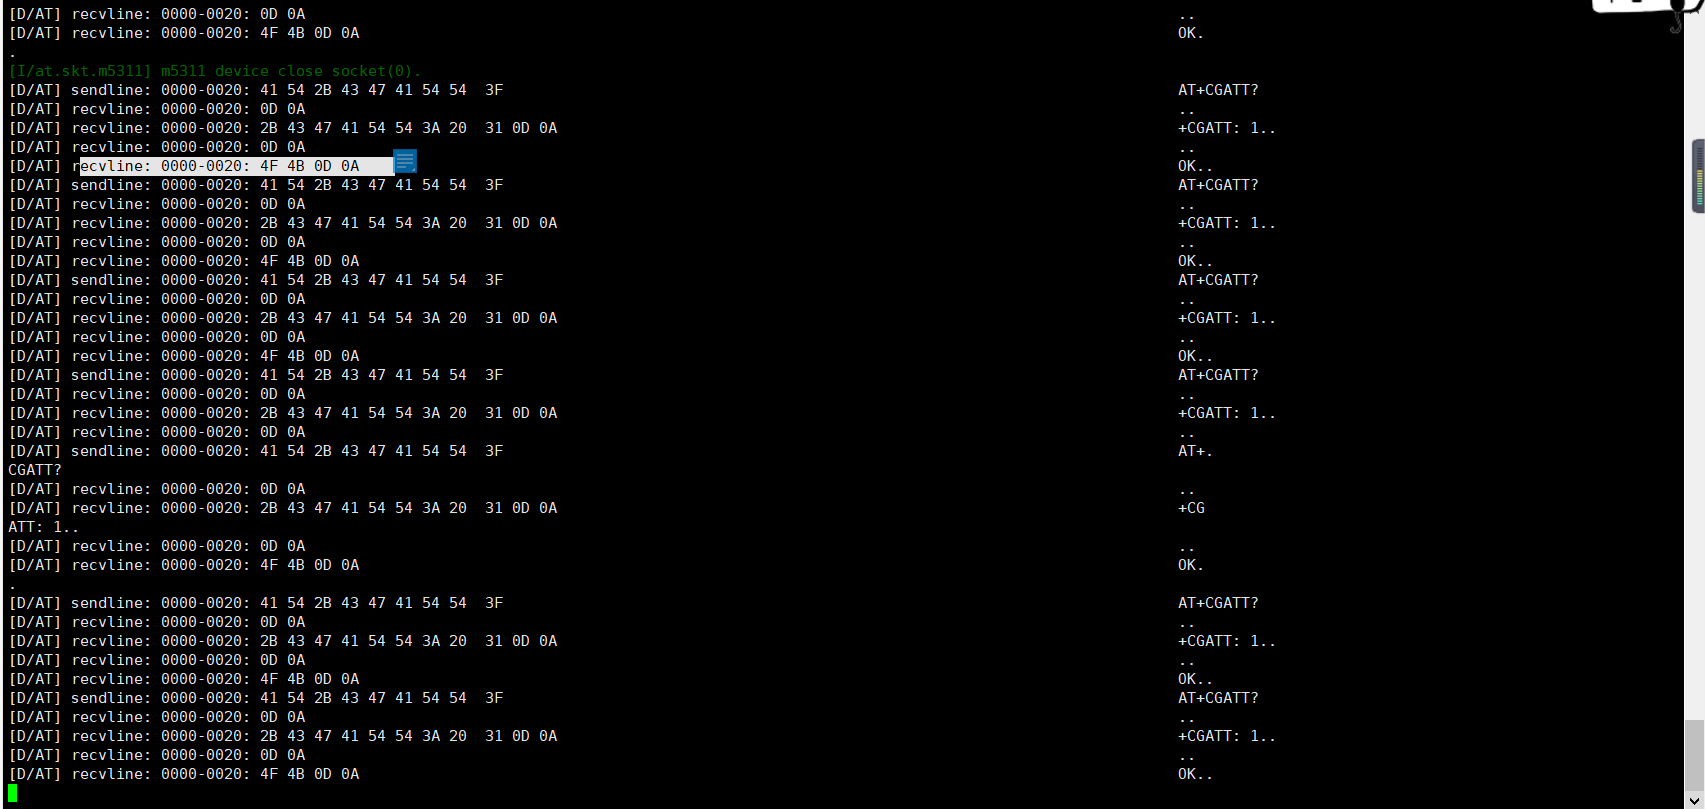 [D/AT] recvline: 0000-0020: 0D 0A ..
[D/AT] recvline: 0000-0020: 4F 4B 0D 0A OK.
.
[I/at.skt.m5311] m5311 device close socket(0).
[D/AT] sendline: 0000-0020: 41 54 2B 43 47 41 54 54  3F AT+CGATT?
[D/AT] recvline: 0000-0020: 0D 0A ..
[D/AT] recvline: 0000-0020: 2B 43 47 41 54 54 3A 20  31 0D 0A +CGATT: 1..
[D/AT] recvline: 0000-0020: 0D 0A ..
[D/AT] recvline: 0000-0020: 4F 4B 0D 0A OK..
[D/AT] sendline: 0000-0020: 41 54 2B 43 47 41 54 54  3F AT+CGATT?
[D/AT] recvline: 0000-0020: 0D 0A ..
[D/AT] recvline: 0000-0020: 2B 43 47 41 54 54 3A 20  31 0D 0A +CGATT: 1..
[D/AT] recvline: 0000-0020: 0D 0A ..
[D/AT] recvline: 0000-0020: 4F 4B 0D 0A OK..
[D/AT] sendline: 0000-0020: 41 54 2B 43 47 41 54 54  3F AT+CGATT?
[D/AT] recvline: 0000-0020: 0D 0A ..
[D/AT] recvline: 0000-0020: 2B 43 47 41 54 54 3A 20  31 0D 0A +CGATT: 1..
[D/AT] recvline: 0000-0020: 0D 0A ..
[D/AT] recvline: 0000-0020: 4F 4B 0D 0A OK..
[D/AT] sendline: 0000-0020: 41 54 2B 43 47 41 54 54  3F AT+CGATT?
[D/AT] recvline: 0000-0020: 0D 0A ..
[D/AT] recvline: 0000-0020: 2B 43 47 41 54 54 3A 20  31 0D 0A +CGATT: 1..
[D/AT] recvline: 0000-0020: 0D 0A ..
[D/AT] sendline: 0000-0020: 41 54 2B 43 47 41 54 54  3F AT+.
CGATT?
[D/AT] recvline: 0000-0020: 0D 0A ..
[D/AT] recvline: 0000-0020: 2B 43 47 41 54 54 3A 20  31 0D 0A +CG
ATT: 1..
[D/AT] recvline: 0000-0020: 0D 0A ..
[D/AT] recvline: 0000-0020: 4F 4B 0D 0A OK.
.
[D/AT] sendline: 0000-0020: 41 54 2B 43 47 41 54 54  3F AT+CGATT?
[D/AT] recvline: 0000-0020: 0D 0A ..
[D/AT] recvline: 0000-0020: 2B 43 47 41 54 54 3A 20  31 0D 0A +CGATT: 1..
[D/AT] recvline: 0000-0020: 0D 0A ..
[D/AT] recvline: 0000-0020: 4F 4B 0D 0A OK..
[D/AT] sendline: 0000-0020: 41 54 2B 43 47 41 54 54  3F AT+CGATT?
[D/AT] recvline: 0000-0020: 0D 0A ..
[D/AT] recvline: 0000-0020: 2B 43 47 41 54 54 3A 20  31 0D 0A +CGATT: 1..
[D/AT] recvline: 0000-0020: 0D 0A ..
[D/AT] recvline: 0000-0020: 4F 4B 0D 0A OK..